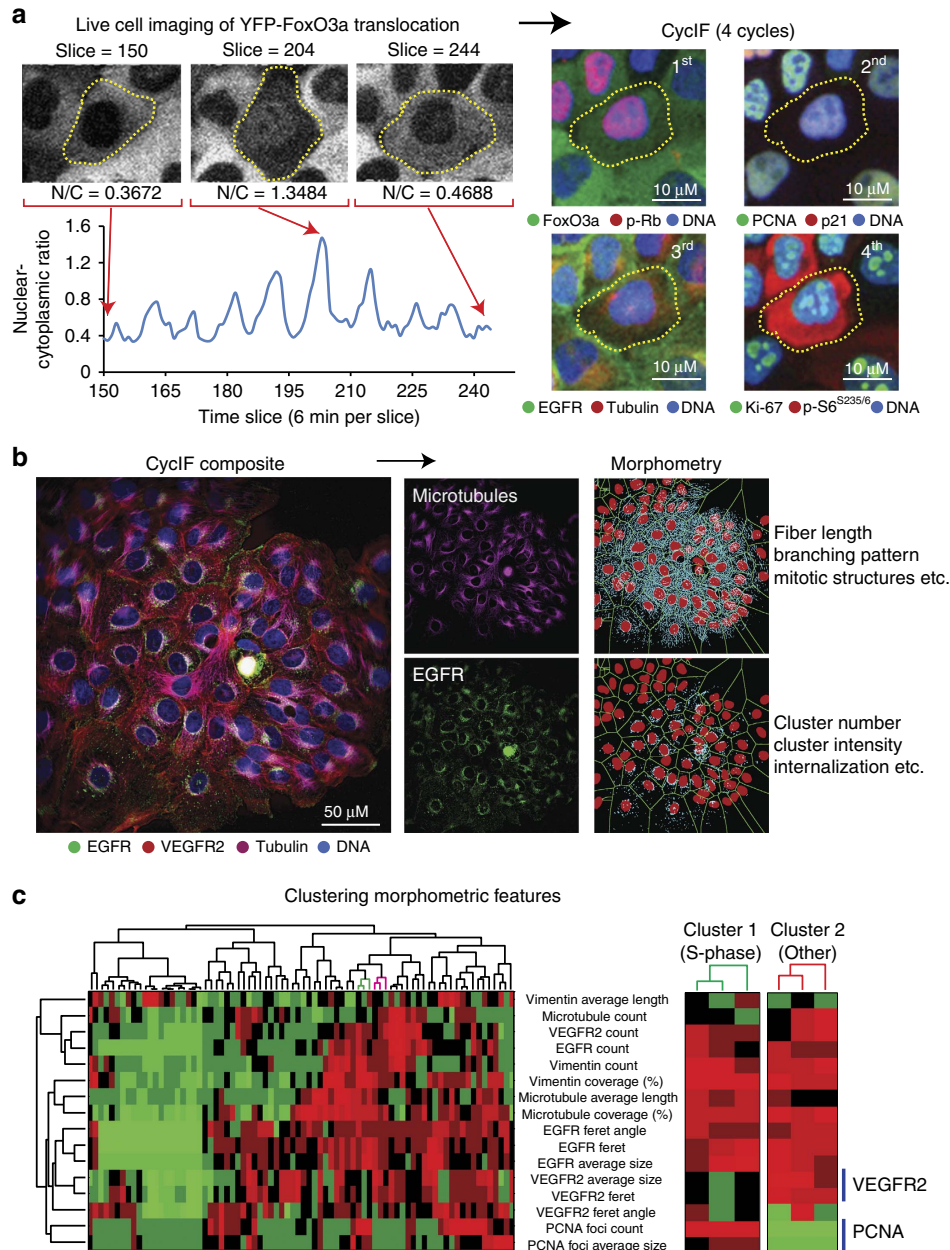 a
Live cell imaging of YFP-FoxO3a translocation
Slice = 150
Slice = 204
Slice = 244
N/C = 0.3672
N/C = 1.3484
N/C = 0.4688
Nuclear-
cytoplasmic ratio
1.6
1.2
0.8
0.4
0
150
165
180
195
210
225
240
Time slice (6 min per slice)
CycIF (4 cycles)
1st
10 µM
FoxO3a p-Rb DNA
2nd
10 µM
PCNA p21 DNA
3rd
10 µM
EGFR Tubulin DNA
4th
10 µM
Ki-67 p-S6S235/6 DNA
b
CycIF composite
50 µM
EGFR VEGFR2 Tubulin DNA
Microtubules
EGFR
Morphometry
Fiber length
branching pattern
mitotic structures etc.
Cluster number
cluster intensity
internalization etc.
c
Clustering morphometric features
Cluster 1
(S-phase)
Cluster 2
(Other)
Vimentin average length
Microtubule count
VEGFR2 count
EGFR count
Vimentin count
Vimentin coverage (%)
Microtubule average length
Microtubule coverage (%)
EGFR feret angle
EGFR feret
EGFR average size
VEGFR2 average size
VEGFR2 feret
VEGFR2 feret angle
PCNA foci count
PCNA foci average size
VEGFR2
PCNA